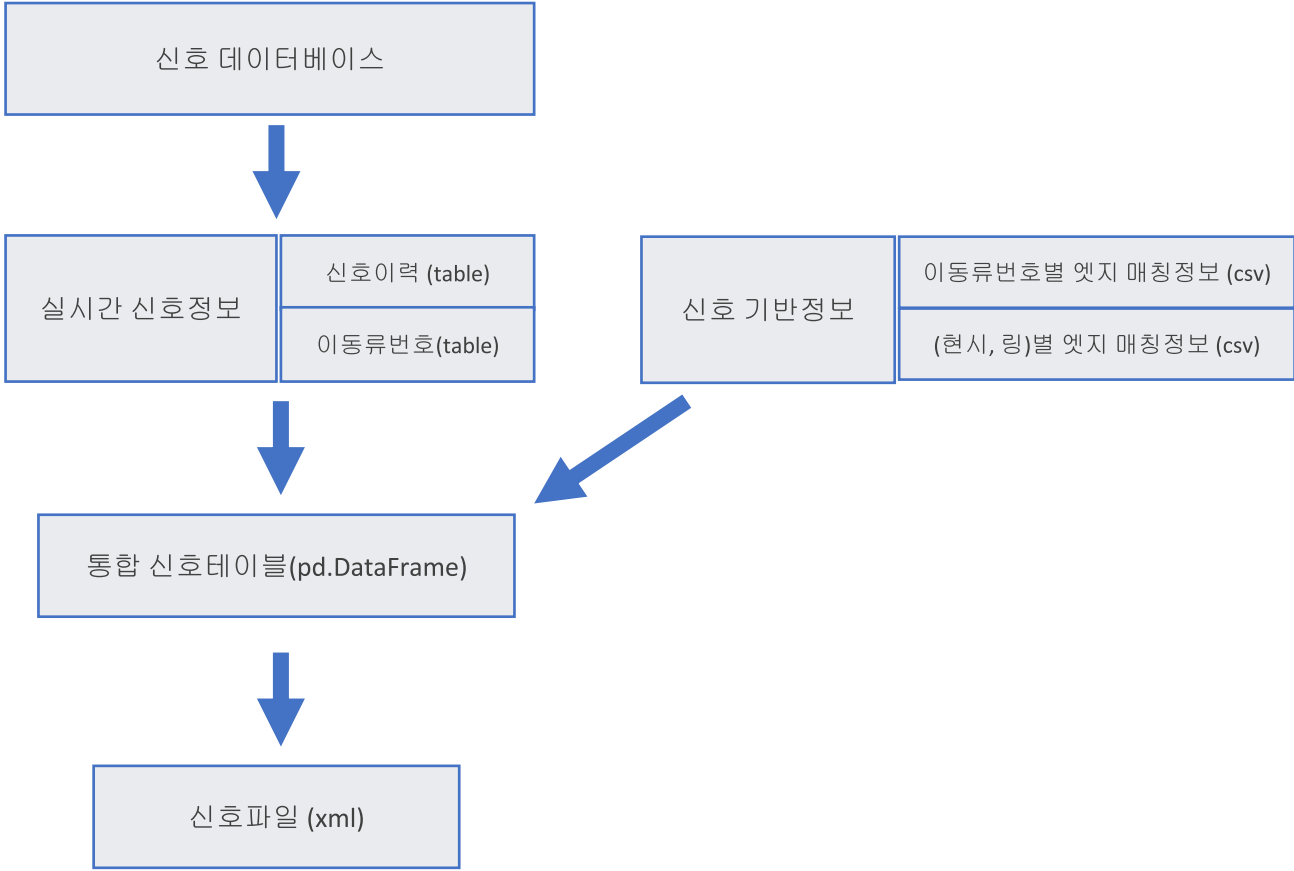 신호 데이터베이스
실시간 신호정보
신호이력 (table)
이동류번호(table)
신호 기반정보
이동류번호별 엣지 매칭정보 (csv)
(현시, 링)별 엣지 매칭정보 (csv)
통합 신호테이블(pd.DataFrame)
신호파일 (xml)